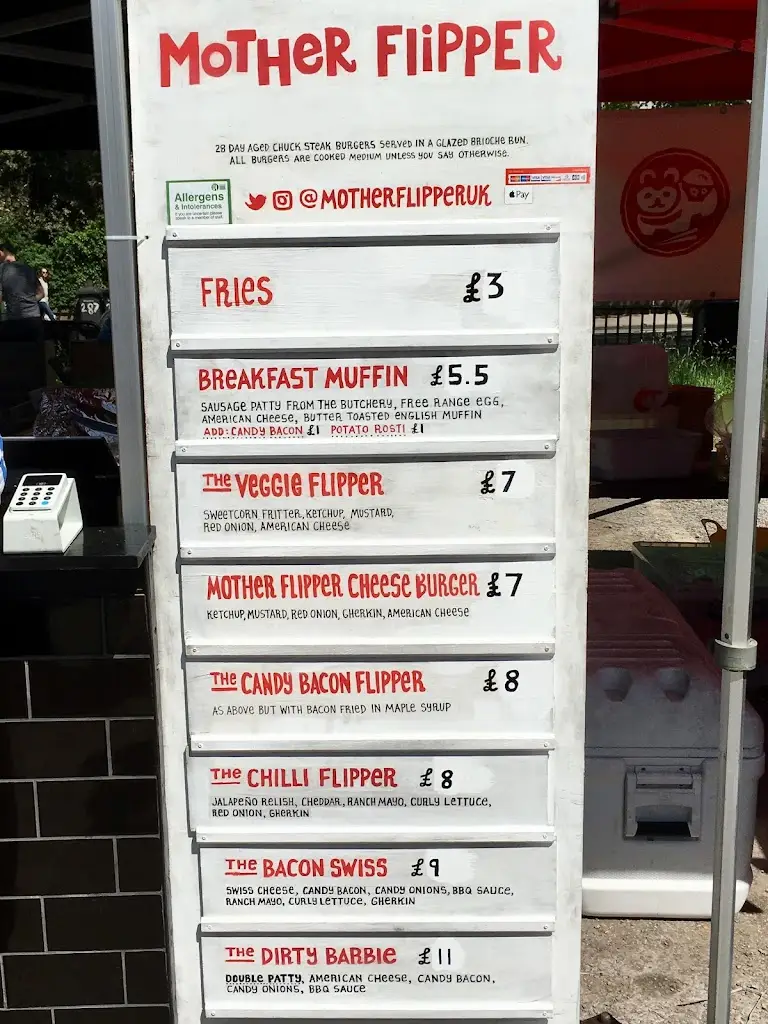 MOTHER FLIPPER
28 DAY AGED CHUCK STEAK BURGERS SERVED IN A GLAZED BRIOCHE BUN.
ALL BURGERS ARE COOKED MEDIUM UNLESS YOU SAY OTHERWISE.
Allergens
& Intolerances
@MOTHERFLIPPERUK
Pay
FRIES £3
BREAKFAST MUFFIN £5.5
SAUSAGE PATTY FROM THE BUTCHERY, FREE RANGE EGG,
AMERICAN CHEESE, BUTTER TOASTED ENGLISH MUFFIN
ADD: CANDY BACON £1 POTATO ROSTI £1
THE VEGGIE FLIPPER £7
SWEETCORN FRITTER, KETCHUP, MUSTARD,
RED ONION, AMERICAN CHEESE
MOTHER FLIPPER CHEESE BURGER £7
KETCHUP, MUSTARD, RED ONION, GHERKIN, AMERICAN CHEESE
THE CANDY BACON FLIPPER £8
AS ABOVE BUT WITH BACON FRIED IN MAPLE SYRUP
THE CHILLI FLIPPER £8
JALAPEÑO RELISH, CHEDDAR, RANCH MAYO, CURLY LETTUCE,
RED ONION, GHERKIN
THE BACON SWISS £9
SWISS CHEESE, CANDY BACON, CANDY ONIONS, BBQ SAUCE,
RANCH MAYO, CURLY LETTUCE, GHERKIN
THE DIRTY BARBIE £11
DOUBLE PATTY, AMERICAN CHEESE, CANDY BACON,
CANDY ONIONS, BBQ SAUCE
287